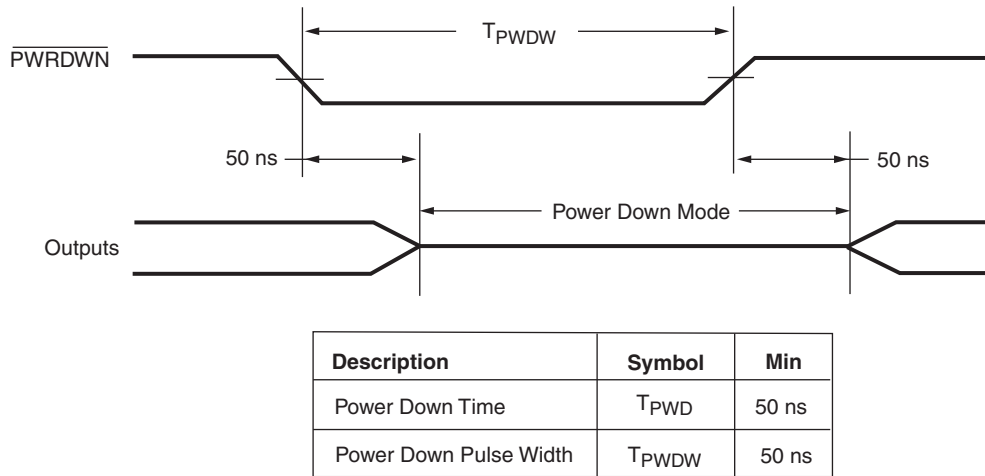 TPWDW
PWRDWN
50 ns
50 ns
Power Down Mode
Outputs
Description Symbol Min
Power Down Time TPWD 50 ns
Power Down Pulse Width TPWDW 50 ns